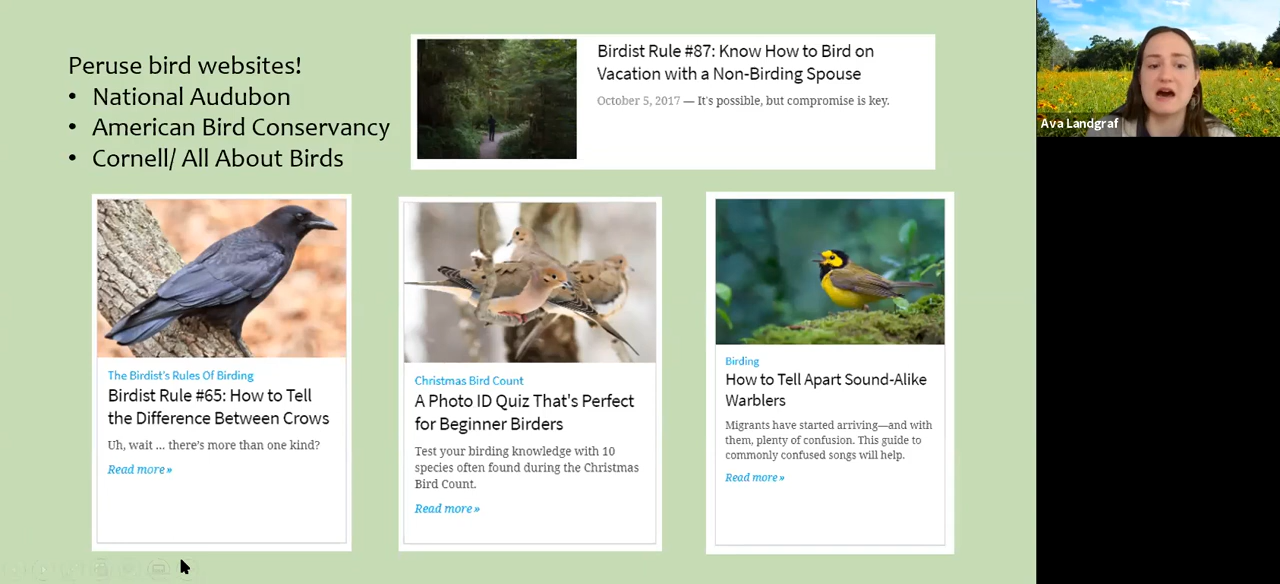 Peruse bird websites!
• National Audubon
• American Bird Conservancy
• Cornell/ All About Birds
Birdist Rule #87: Know How to Bird on
Vacation with a Non-Birding Spouse
October 5, 2017 — It's possible, but compromise is key.
Ava Landgraf
The Birdist's Rules Of Birding
Birdist Rule #65: How to Tell
the Difference Between Crows
Uh, wait ... there's more than one kind?
Read more »
Christmas Bird Count
A Photo ID Quiz That's Perfect
for Beginner Birders
Test your birding knowledge with 10
species often found during the Christmas
Bird Count.
Read more »
Birding
How to Tell Apart Sound-Alike
Warblers
Migrants have started arriving—and with
them, plenty of confusion. This guide to
commonly confused songs will help.
Read more »